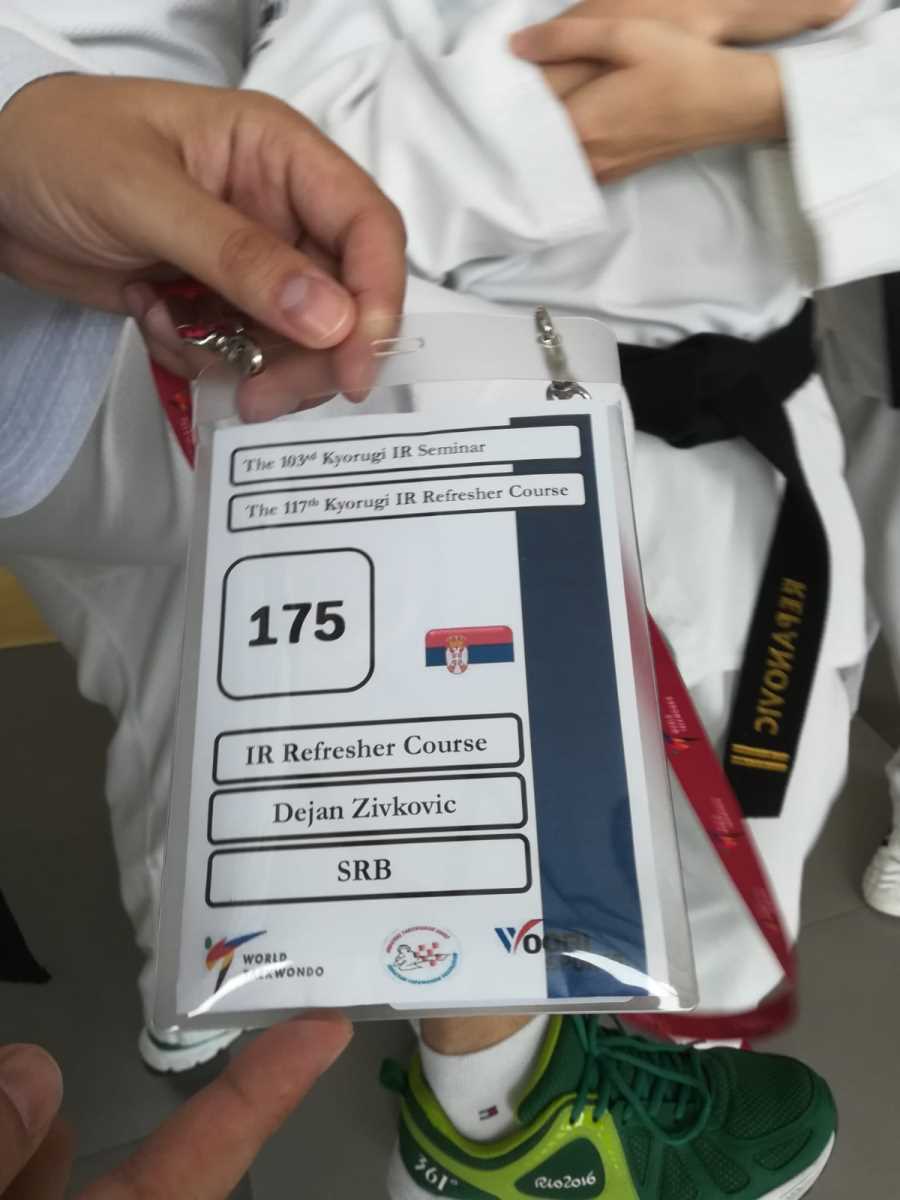 The 103rd Kyorugi IR Seminar
The 117th Kyorugi IR Refresher Course
175
IR Refresher Course
Dejan Zivkovic
SRB
WORLD
TAEKWONDO
REPANOVIC
361°
RIO2016